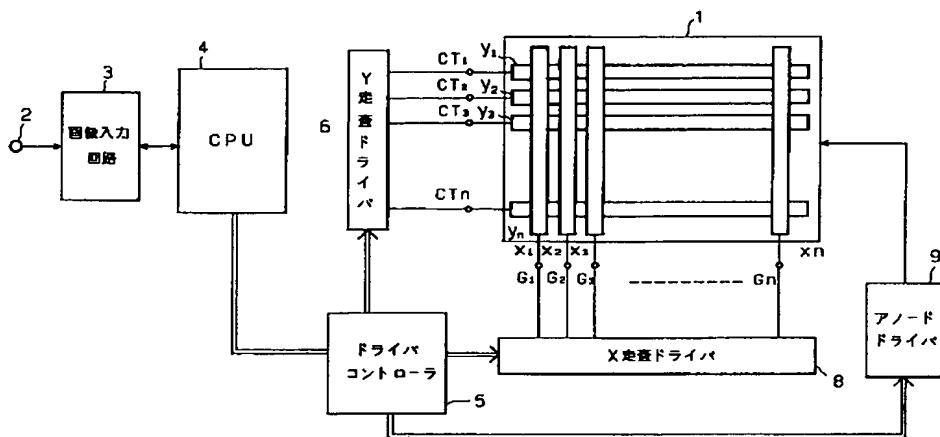 1
2
3
画像入力
回路
4
CPU
6
Y定査ドライバ
CT₁
CT₂
CT₃
CTn
y₁
y₂
y₃
yₙ
x₁ x₂ x₃ xn
G₁ G₂ G₃ Gn
ドライバ
コントローラ
5
X定査ドライバ
8
9
アノード
ドライバ